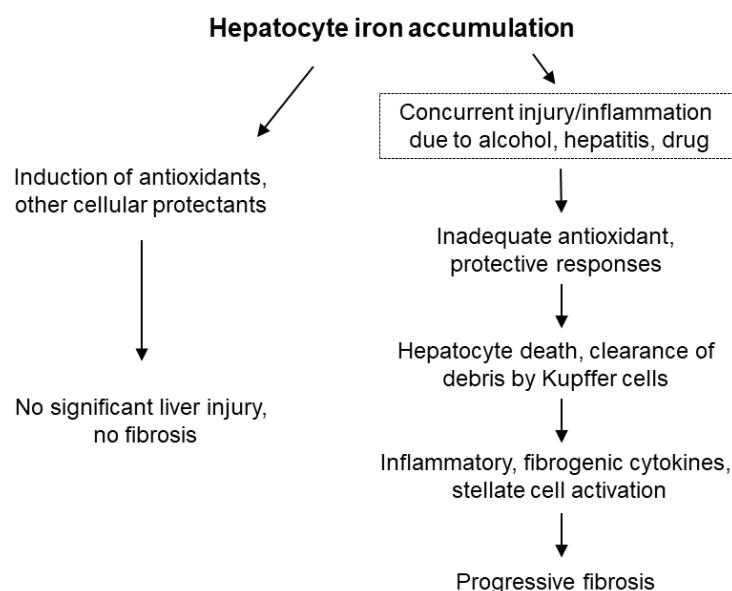 Hepatocyte iron accumulation
Induction of antioxidants,
other cellular protectants
No significant liver injury,
no fibrosis
Concurrent injury/inflammation
due to alcohol, hepatitis, drug
Inadequate antioxidant,
protective responses
Hepatocyte death, clearance of
debris by Kupffer cells
Inflammatory, fibrogenic cytokines,
stellate cell activation
Progressive fibrosis